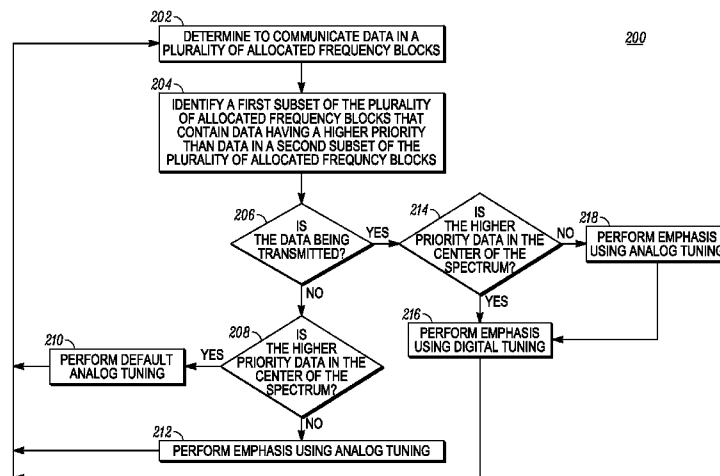 200
202
DETERMINE TO COMMUNICATE DATA IN A
PLURALITY OF ALLOCATED FREQUENCY BLOCKS
204
IDENTIFY A FIRST SUBSET OF THE PLURALITY
OF ALLOCATED FREQUENCY BLOCKS THAT
CONTAIN DATA HAVING A HIGHER PRIORITY
THAN DATA IN A SECOND SUBSET OF THE
PLURALITY OF ALLOCATED FREQUNCY BLOCKS
206
IS
THE DATA BEING
TRANSMITTED?
YES
NO
214
IS
THE HIGHER
PRIORITY DATA IN THE
CENTER OF THE
SPECTRUM?
NO
YES
218
PERFORM EMPHASIS
USING ANALOG TUNING
216
PERFORM EMPHASIS
USING DIGITAL TUNING
208
IS
THE HIGHER
PRIORITY DATA IN THE
CENTER OF THE
SPECTRUM?
YES
NO
210
PERFORM DEFAULT
ANALOG TUNING
212
PERFORM EMPHASIS USING ANALOG TUNING